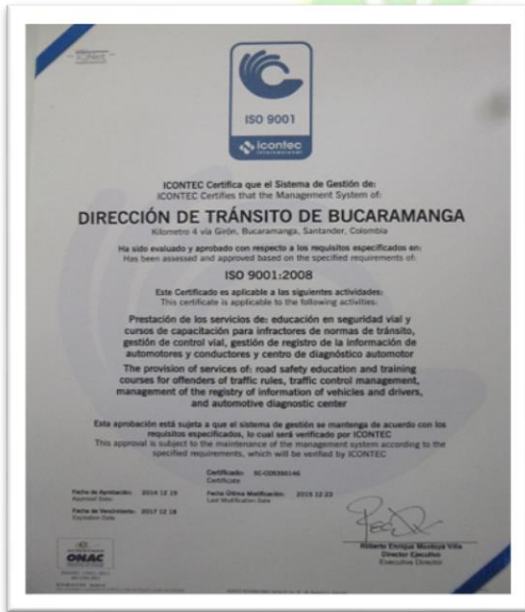 IQNet
ISO 9001
icontec
internacional
ICONTEC Certifica que el Sistema de Gestión de:
ICONTEC Certifies that the Management System of:
DIRECCIÓN DE TRÁNSITO DE BUCARAMANGA
Kilometro 4 via Girón, Bucaramanga, Santander, Colombia
Ha sido evaluado y aprobado con respecto a los requisitos especificados en:
Has been assessed and approved based on the specified requirements of:
ISO 9001:2008
Este Certificado es aplicable a las siguientes actividades:
This certificate is applicable to the following activities:
Prestación de los servicios de: educación en seguridad vial y
cursos de capacitación para infractores de normas de tránsito,
gestión de control vial, gestión de registro de la información de
automotores y conductores y centro de diagnóstico automotor
The provision of services of: road safety education and training
courses for offenders of traffic rules, traffic control management,
management of the registry of information of vehicles and drivers,
and automotive diagnostic center
Esta aprobación está sujeta a que el sistema de gestión se mantenga de acuerdo con los
requisitos especificados, lo cual será verificado por ICONTEC
This approval is subject to the maintenance of the management system according to the
specified requirements, which will be verified by ICONTEC
Certificado: SC-CER350146
Certificate
Fecha de Aprobación: 2014 12 19
Approval Date:
Fecha Última Modificación: 2015 12 23
Last Modification Date
Fecha de Vencimiento: 2017 12 18
Expiration Date
Roberto Enrique Montoya Villa
Director Ejecutivo
Executive Director
ONAC